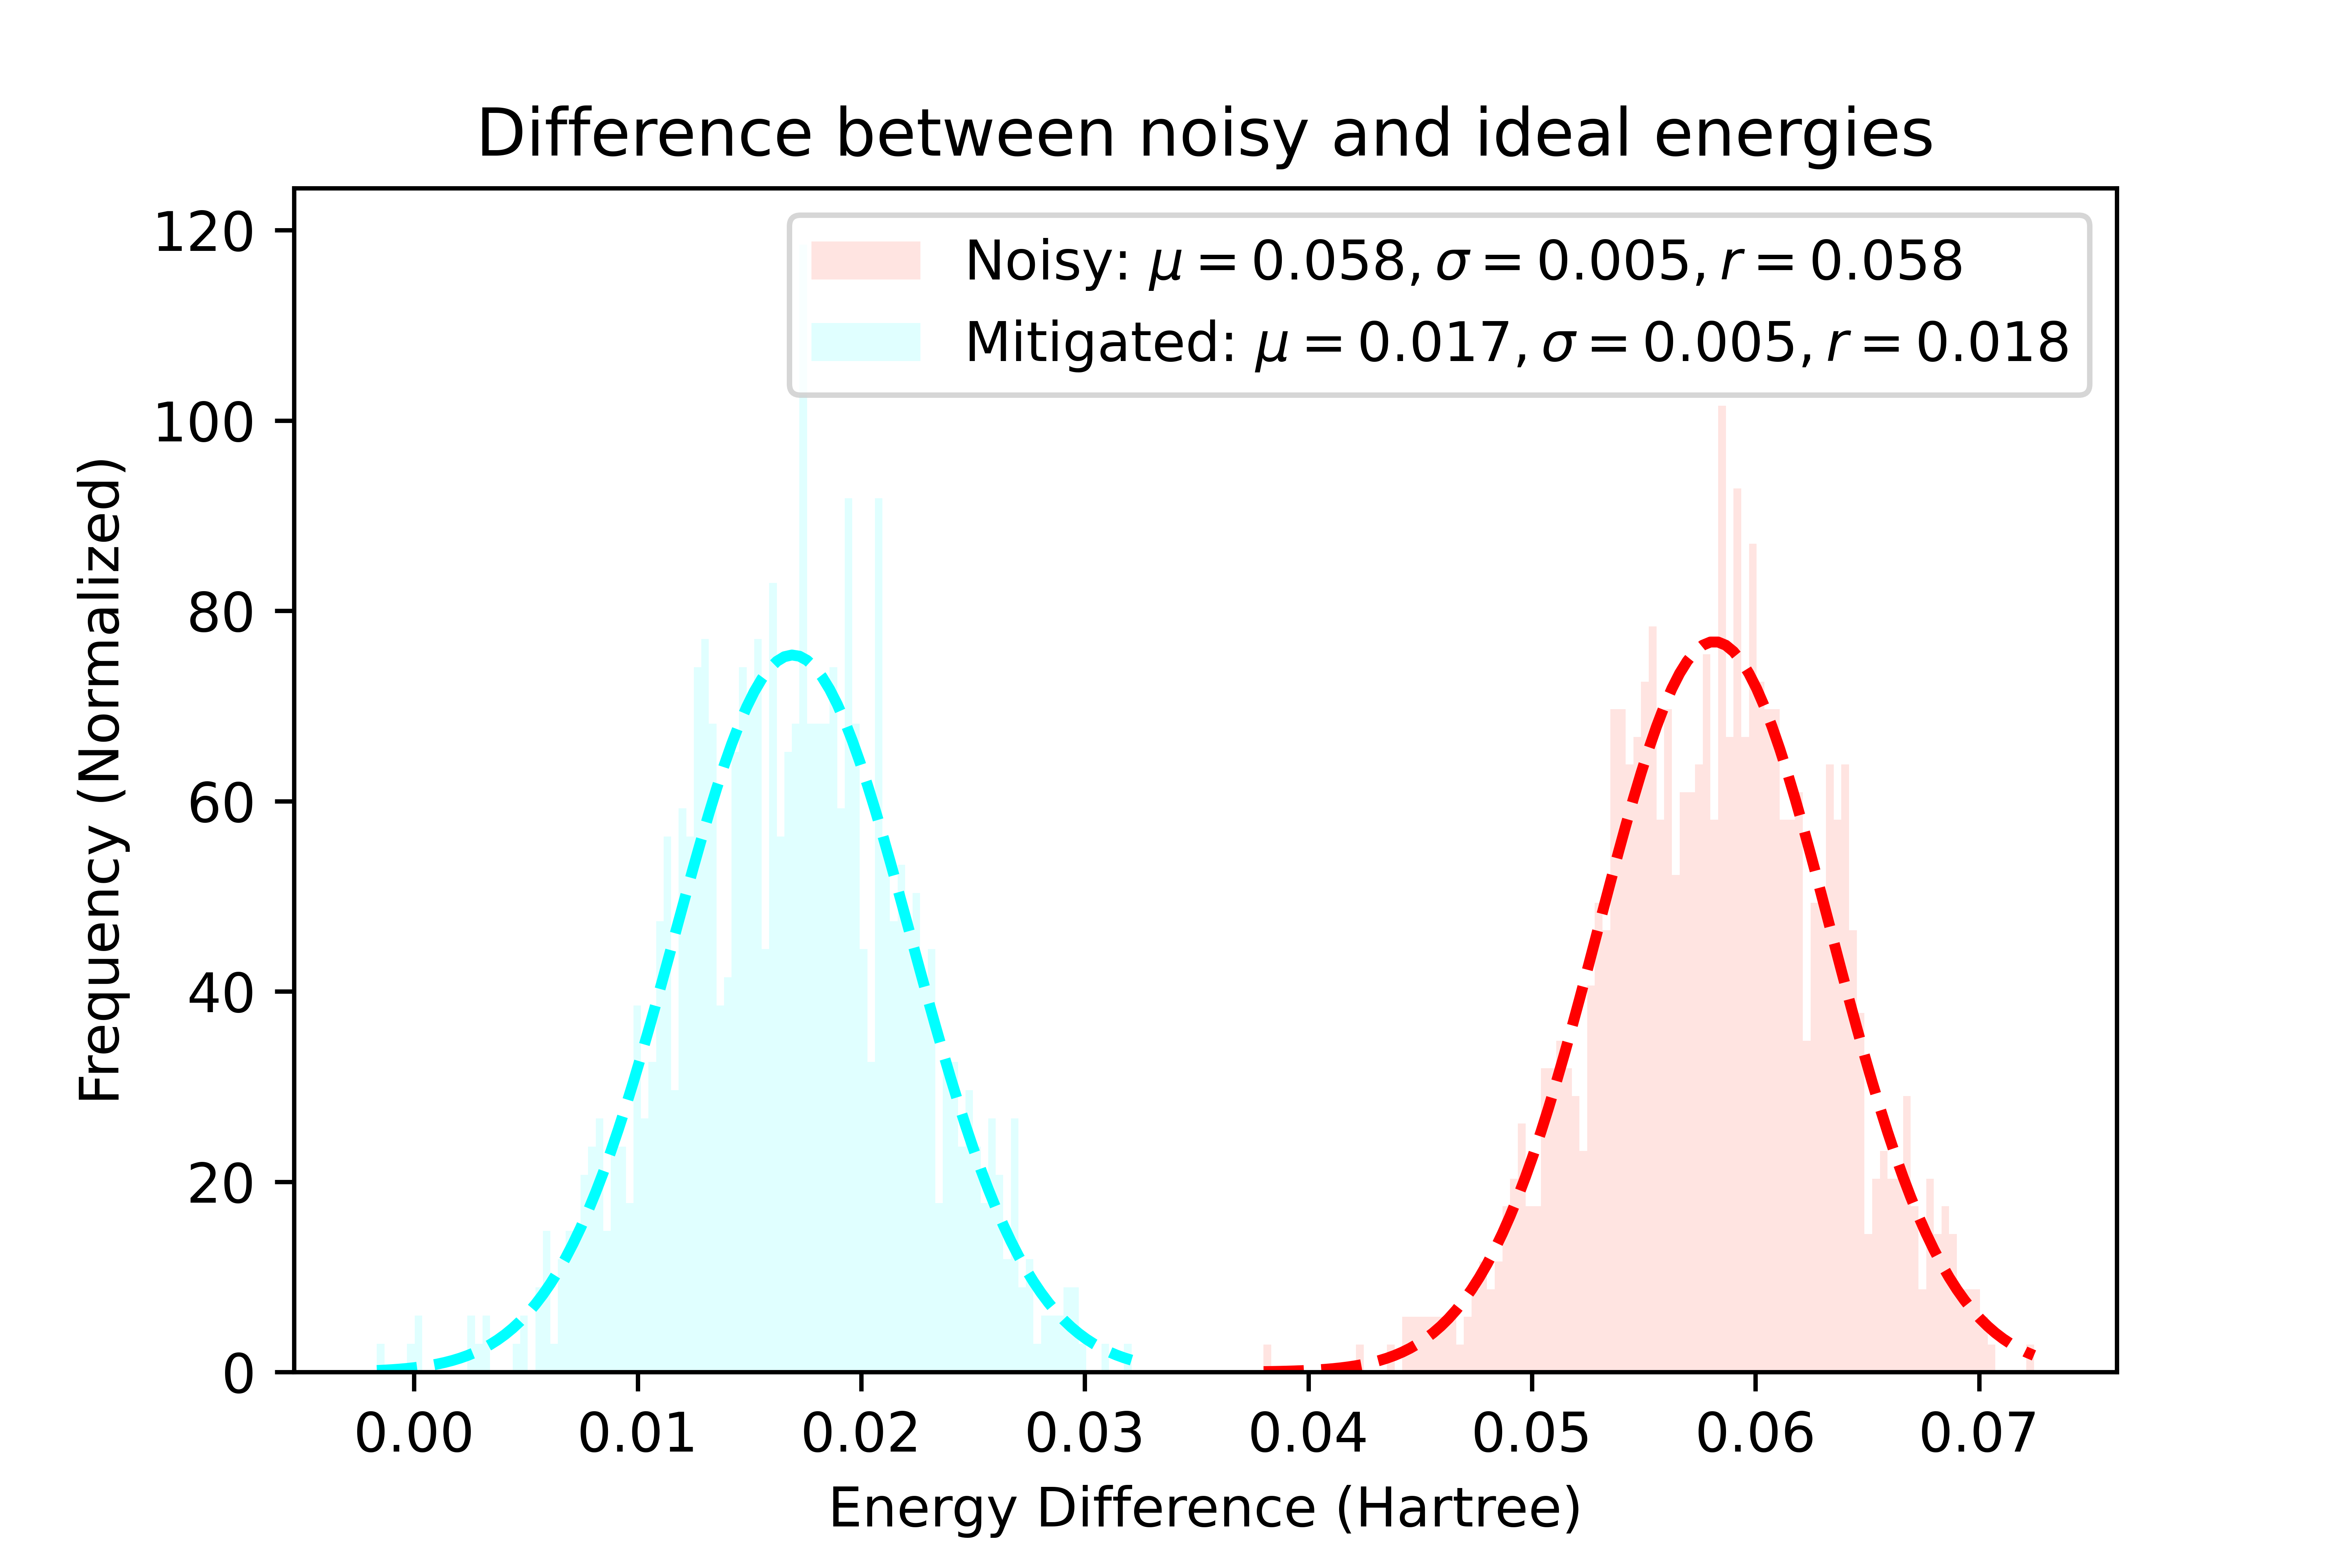 Difference between noisy and ideal energies
Noisy: μ = 0.058, σ = 0.005, r = 0.058
Mitigated: μ = 0.017, σ = 0.005, r = 0.018
Frequency (Normalized)
120
100
80
60
40
20
0
0.00 0.01 0.02 0.03 0.04 0.05 0.06 0.07
Energy Difference (Hartree)